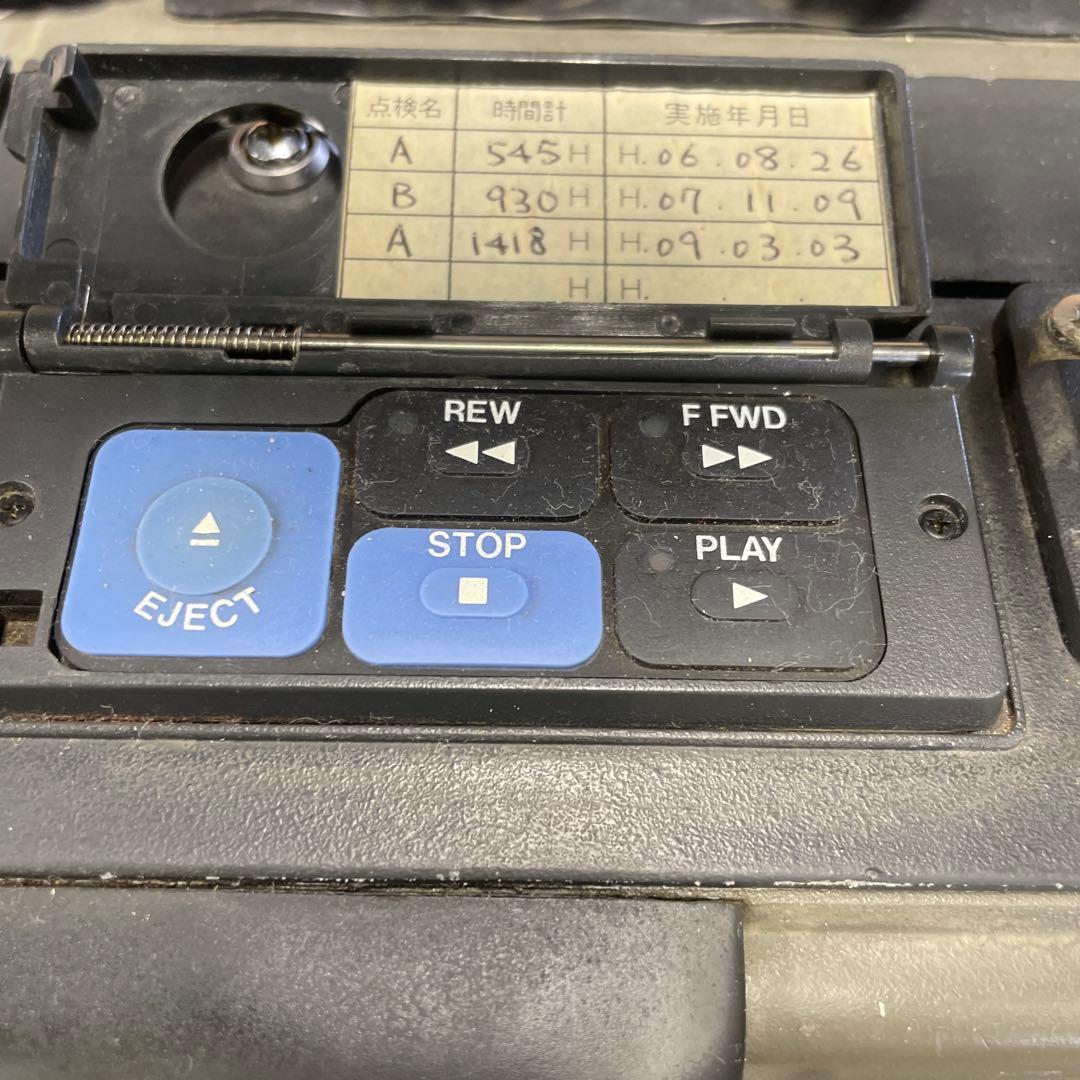 点検名 時間計 実施年月日
A 545H H.06.08.26
B 930H H.07.11.09
A 1418H H.09.03.03
H H. . .
REW F FWD
EJECT STOP PLAY